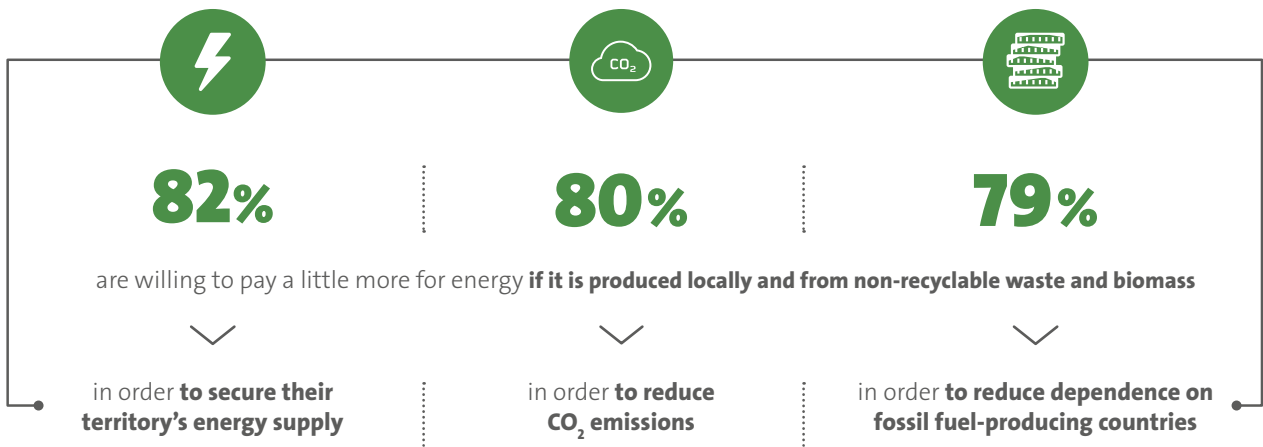 CO₂
82%
80%
79%
are willing to pay a little more for energy if it is produced locally and from non-recyclable waste and biomass
in order to secure their
territory's energy supply
in order to reduce
CO₂ emissions
in order to reduce dependence on
fossil fuel-producing countries